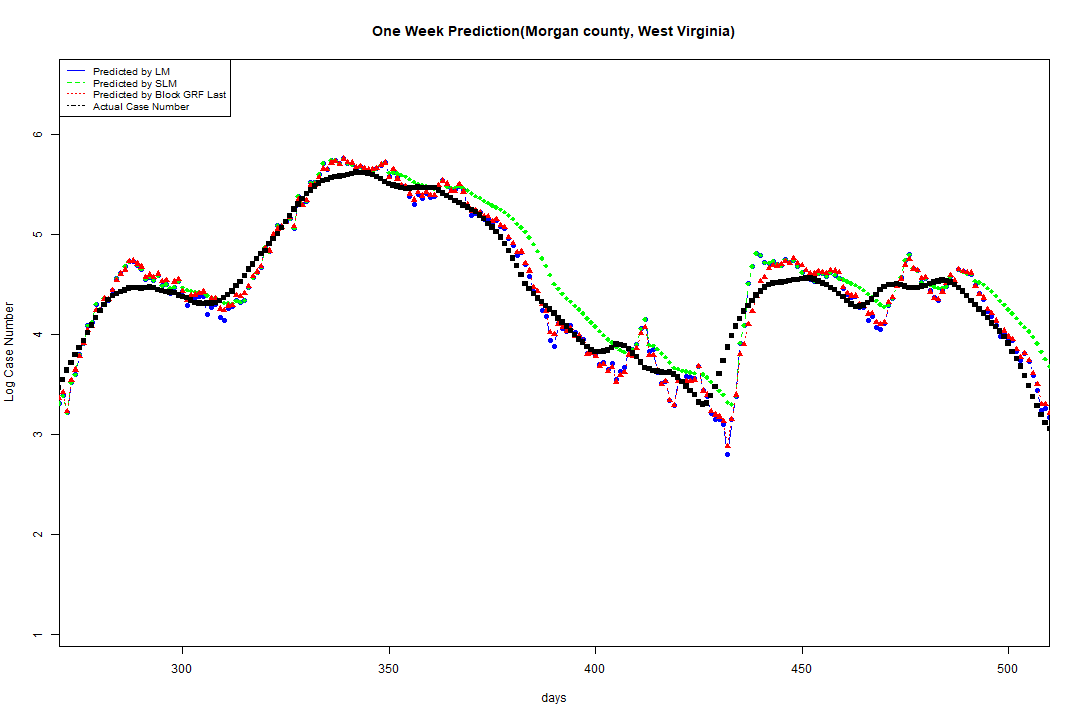 One Week Prediction(Morgan county, West Virginia)
Predicted by LM
Predicted by SLM
Predicted by Block GRF Last
Actual Case Number
Log Case Number
6
5
4
3
2
1
300 350 400 450 500
days